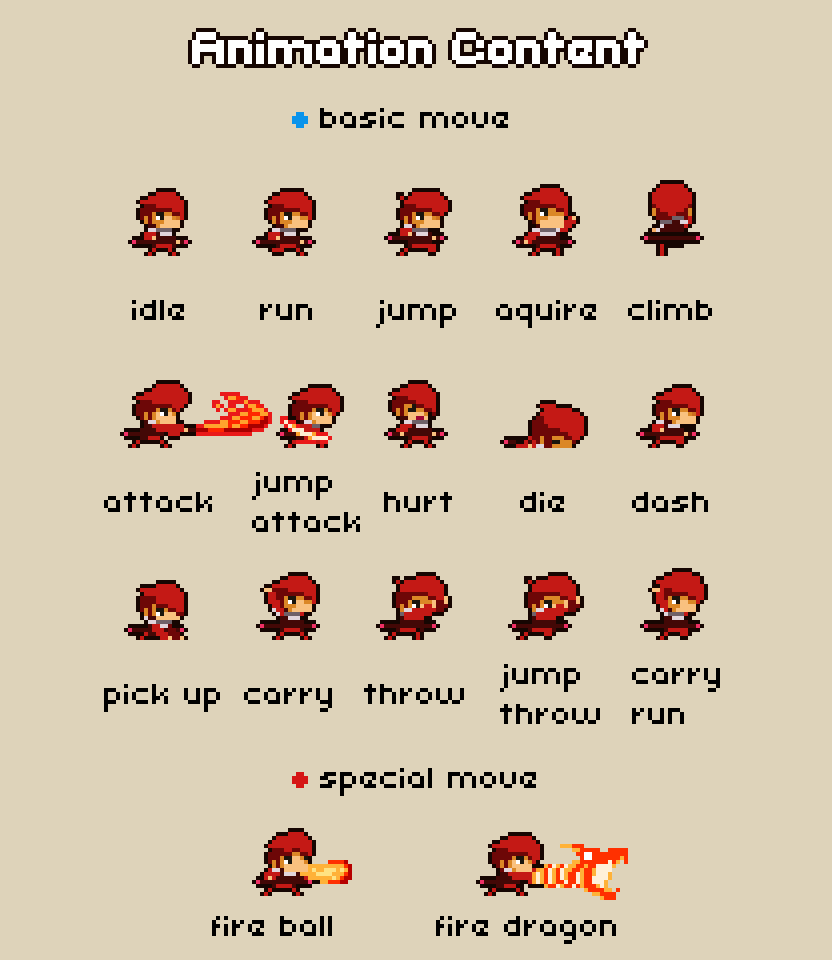 Animation Content
basic move
idle run jump aquire climb
attack jump attack hurt die dash
pick up carry throw jump throw carry run
special move
fire ball fire dragon